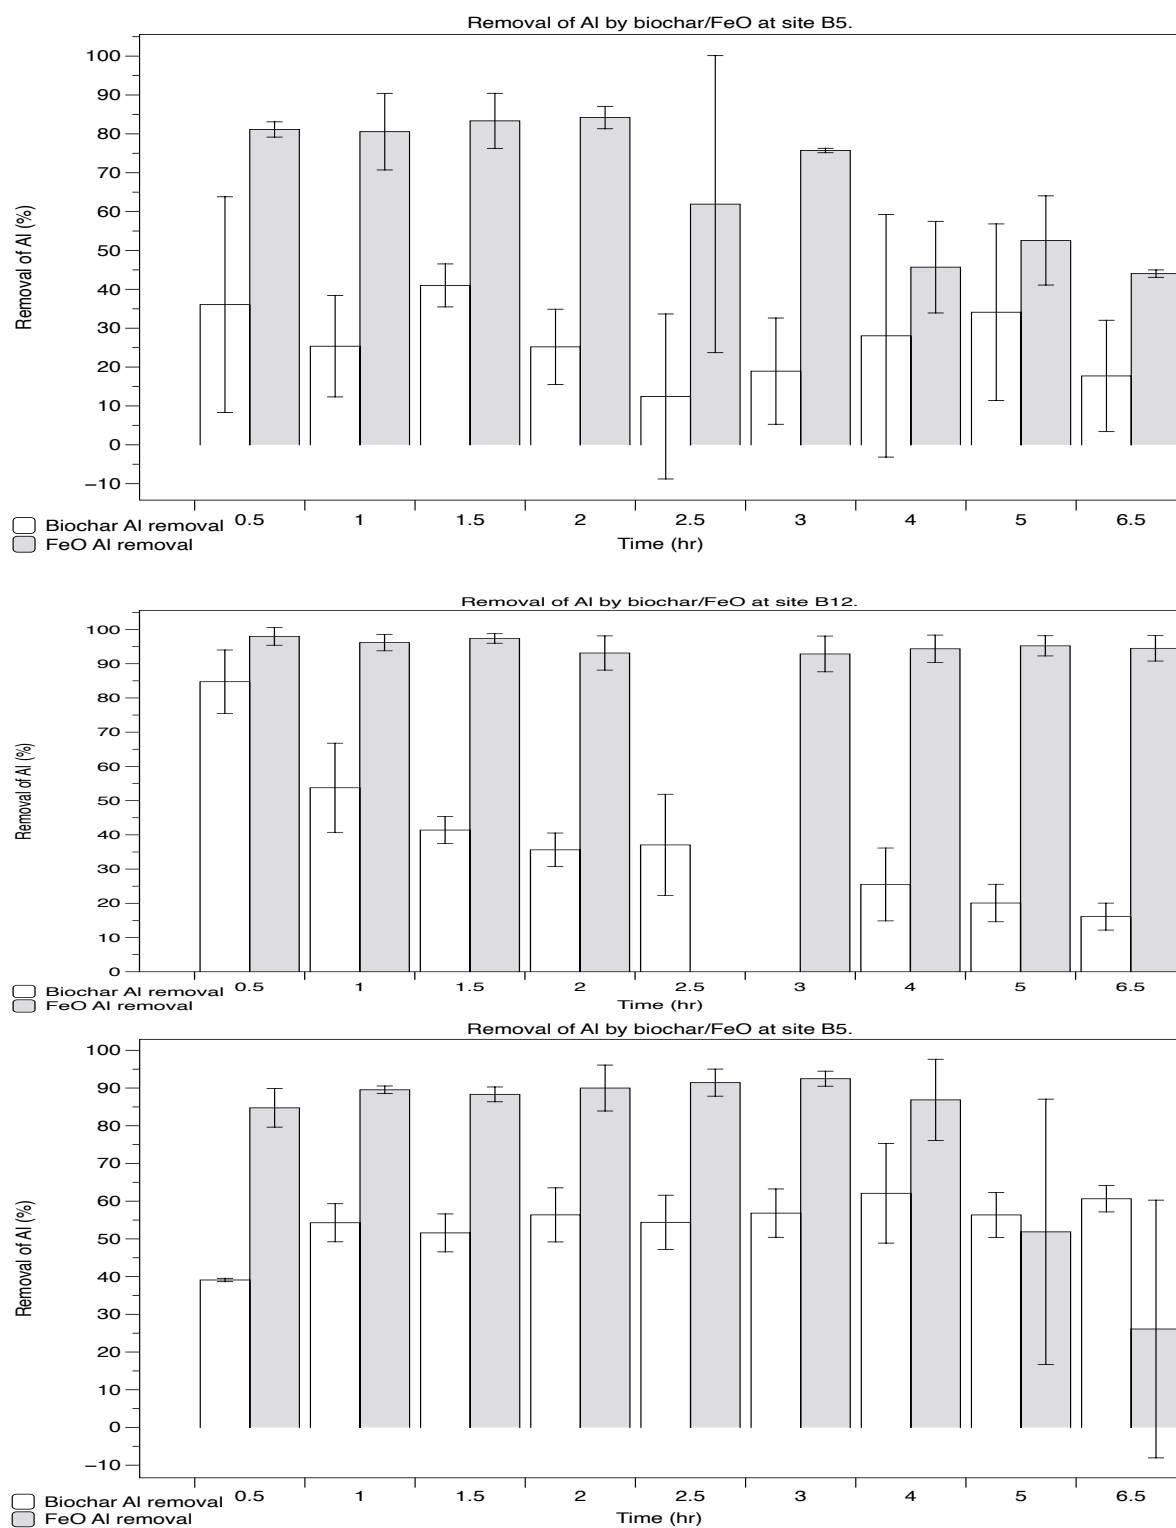 Removal of Al by biochar/FeO at site B5.
100
90
80
70
60
50
40
30
20
10
0
−10
Removal of Al (%)
0.5 1 1.5 2 2.5 3 4 5 6.5
Biochar Al removal
FeO Al removal
Time (hr)
Removal of Al by biochar/FeO at site B12.
100
90
80
70
60
50
40
30
20
10
0
Removal of Al (%)
0.5 1 1.5 2 2.5 3 4 5 6.5
Biochar Al removal
FeO Al removal
Time (hr)
Removal of Al by biochar/FeO at site B5.
100
90
80
70
60
50
40
30
20
10
0
−10
Removal of Al (%)
0.5 1 1.5 2 2.5 3 4 5 6.5
Biochar Al removal
FeO Al removal
Time (hr)